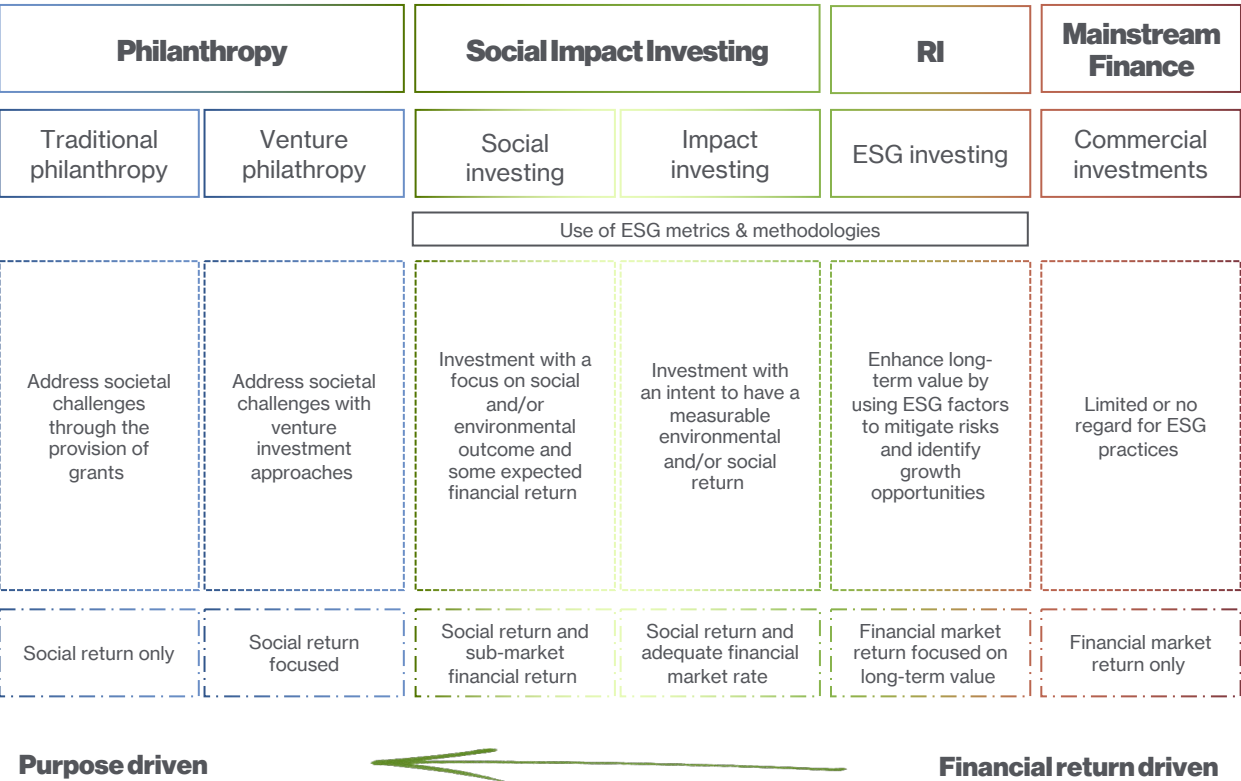 Philanthropy
Social Impact Investing
RI
Mainstream
Finance
Traditional
philanthropy
Venture
philathropy
Social
investing
Impact
investing
ESG investing
Commercial
investments
Use of ESG metrics & methodologies
Address societal
challenges
through the
provision of
grants
Address societal
challenges with
venture
investment
approaches
Investment with a
focus on social
and/or
environmental
outcome and
some expected
financial return
Investment with
an intent to have a
measurable
environmental
and/or social
return
Enhance long-
term value by
using ESG factors
to mitigate risks
and identify
growth
opportunities
Limited or no
regard for ESG
practices
Social return only
Social return
focused
Social return and
sub-market
financial return
Social return and
adequate financial
market rate
Financial market
return focused on
long-term value
Financial market
return only
Purpose driven
Financial return driven